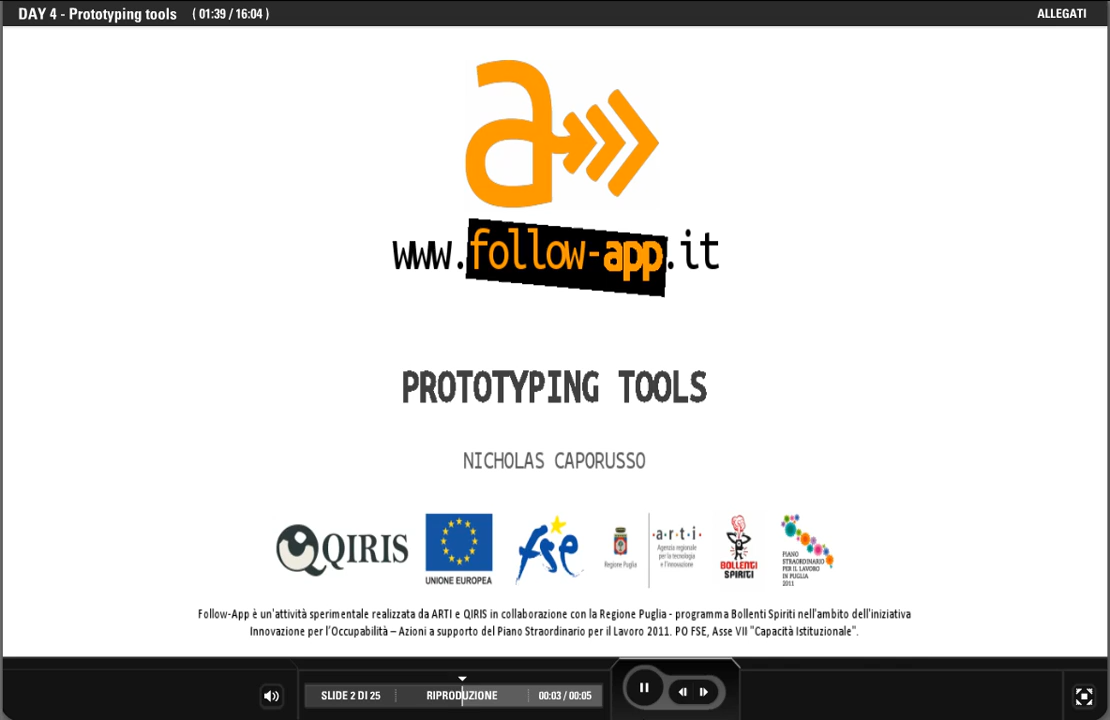 DAY 4 - Prototyping tools ( 01:39 / 16:04 ) ALLEGATI
a
www.follow-app.it
PROTOTYPING TOOLS
NICHOLAS CAPORUSSO
QIRIS
UNIONE EUROPEA
fse
Regione Puglia
a·r·t·i
Agenzia regionale
per la tecnologia
e l'innovazione
BOLLENTI
SPIRITI
PIANO
STRAORDINARIO
PER IL LAVORO
IN PUGLIA
2011
Follow-App è un'attività sperimentale realizzata da ARTI e QIRIS in collaborazione con la Regione Puglia - programma Bollenti Spiriti nell'ambito dell'iniziativa
Innovazione per l'Occupabilità – Azioni a supporto del Piano Straordinario per il Lavoro 2011. PO FSE, Asse VII "Capacità Istituzionale".
SLIDE 2 DI 25 RIPRODUZIONE 00:03 / 00:05